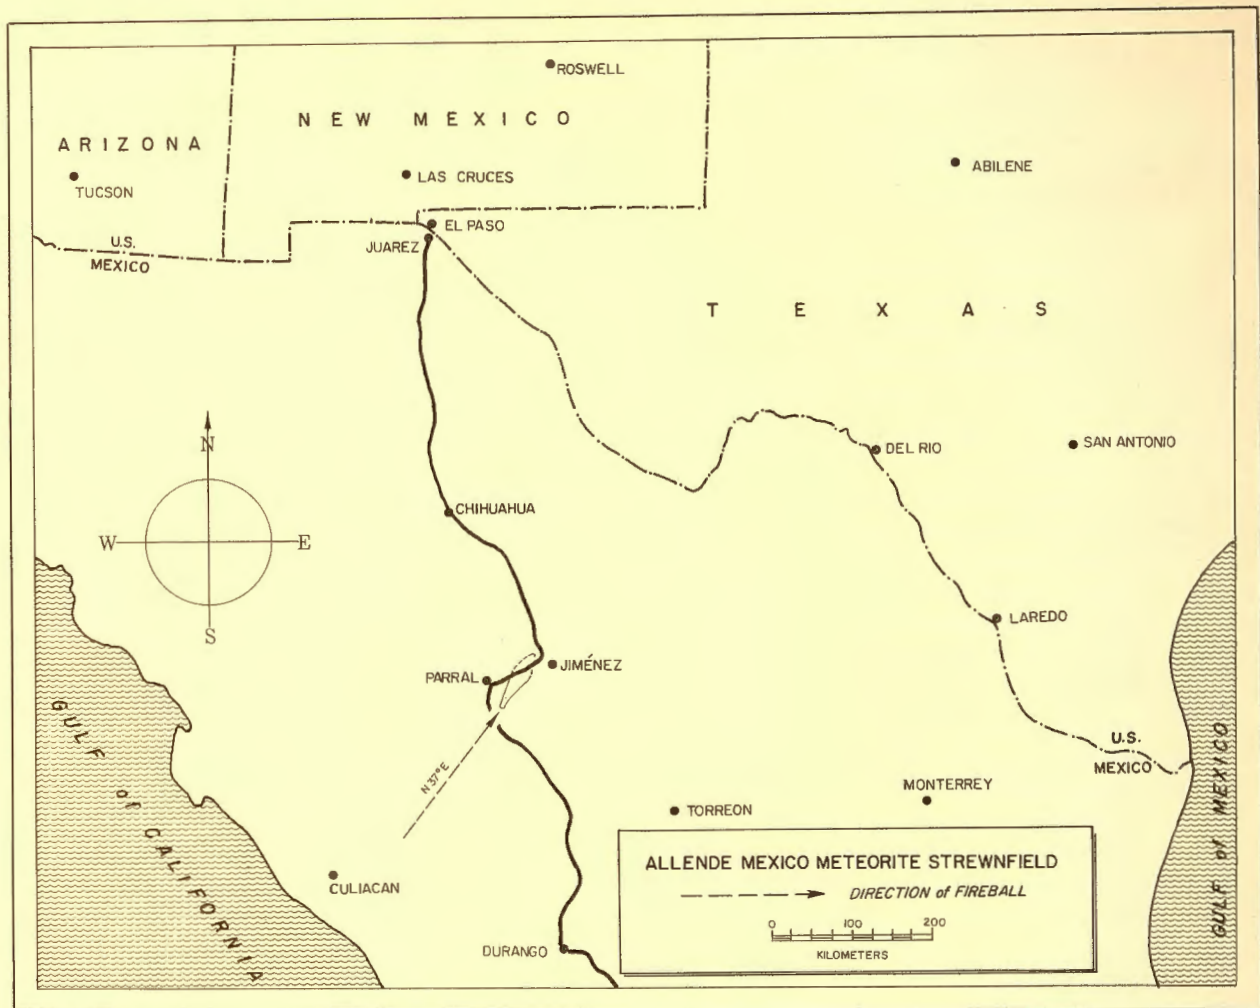 ROSWELL
NEW MEXICO
ARIZONA
ABILENE
LAS CRUCES
TUCSON
EL PASO
U.S.
JUAREZ
MEXICO
TEXAS
N
DEL RIO
SAN ANTONIO
CHIHUAHUA
W
E
LAREDO
S
JIMÉNEZ
PARRAL
GULF of CALIFORNIA
U.S.
MEXICO
GULF of MEXICO
N 37° E
MONTERREY
TORREON
ALLENDE MEXICO METEORITE STREWNFIELD
CULIACAN
DIRECTION of FIREBALL
0 100 200
KILOMETERS
DURANGO